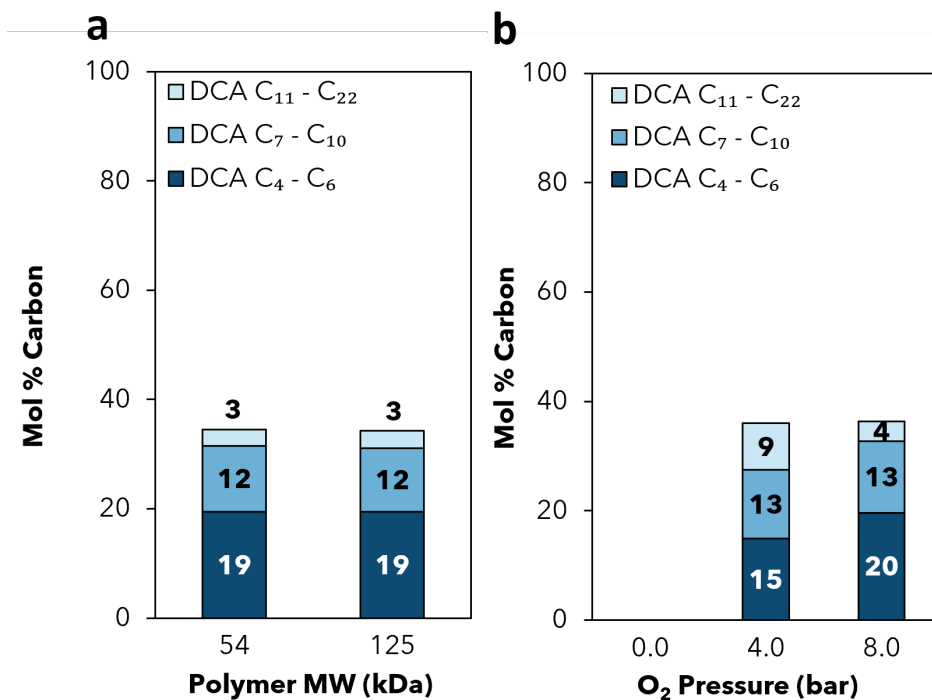 a
100
80
60
40
20
0
Mol % Carbon
DCA C₁₁ - C₂₂
DCA C₇ - C₁₀
DCA C₄ - C₆
3
12
19
3
12
19
54
125
Polymer MW (kDa)
b
100
80
60
40
20
0
Mol % Carbon
DCA C₁₁ - C₂₂
DCA C₇ - C₁₀
DCA C₄ - C₆
9
13
15
4
13
20
0.0
4.0
8.0
O₂ Pressure (bar)